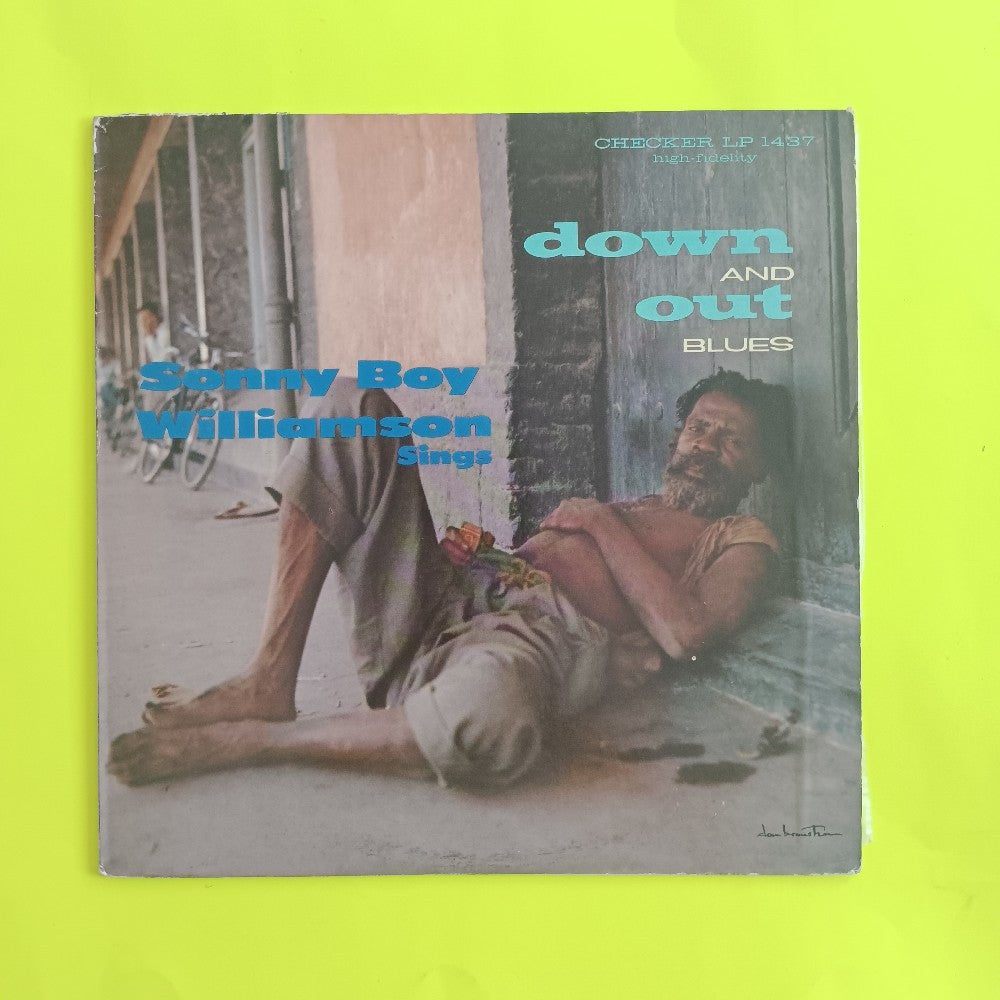 CHECKER LP 1437
high-fidelity
down
AND
out
BLUES
Sonny Boy
Williamson
Sings